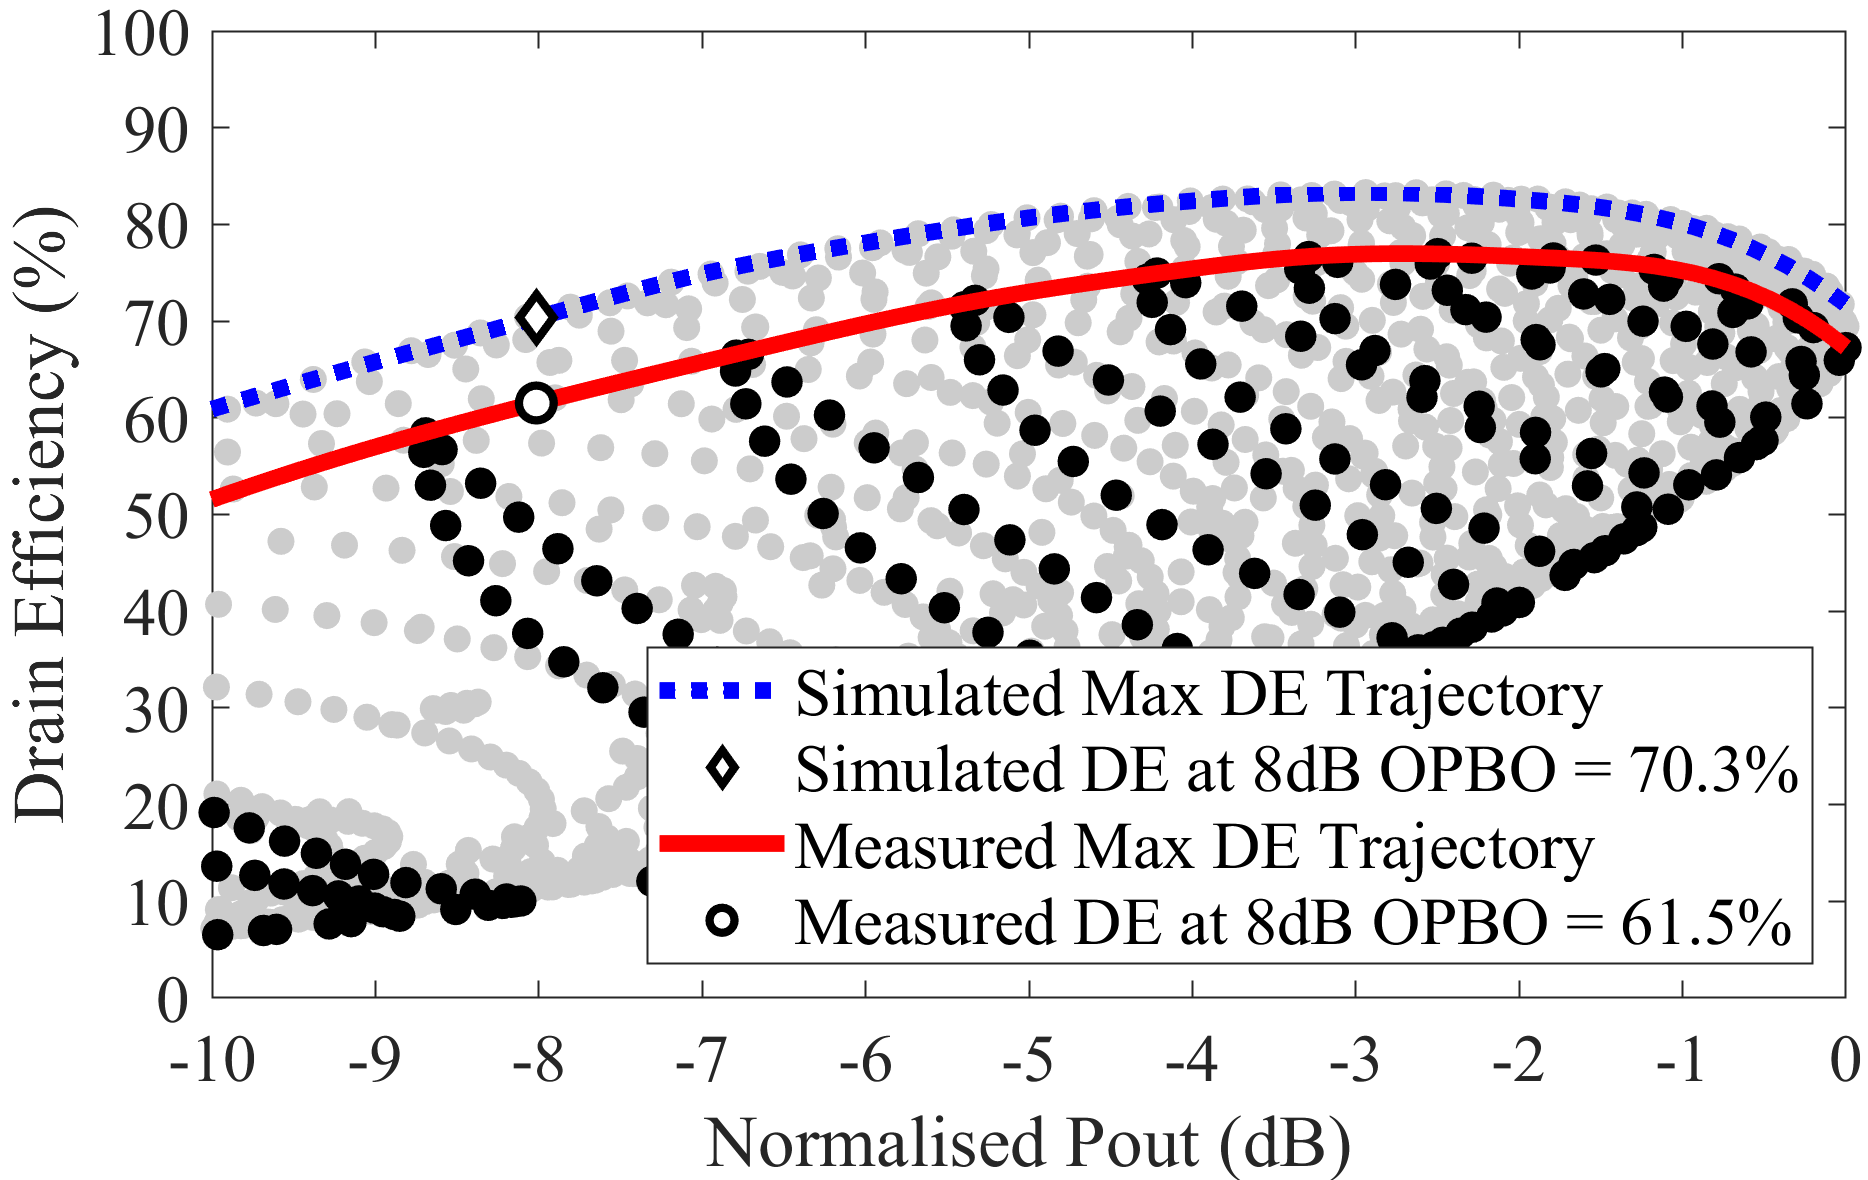 100
90
80
70
60
50
40
30
20
10
0
Drain Efficiency (%)
Simulated Max DE Trajectory
Simulated DE at 8dB OPBO = 70.3%
Measured Max DE Trajectory
Measured DE at 8dB OPBO = 61.5%
-10 -9 -8 -7 -6 -5 -4 -3 -2 -1 0
Normalised Pout (dB)